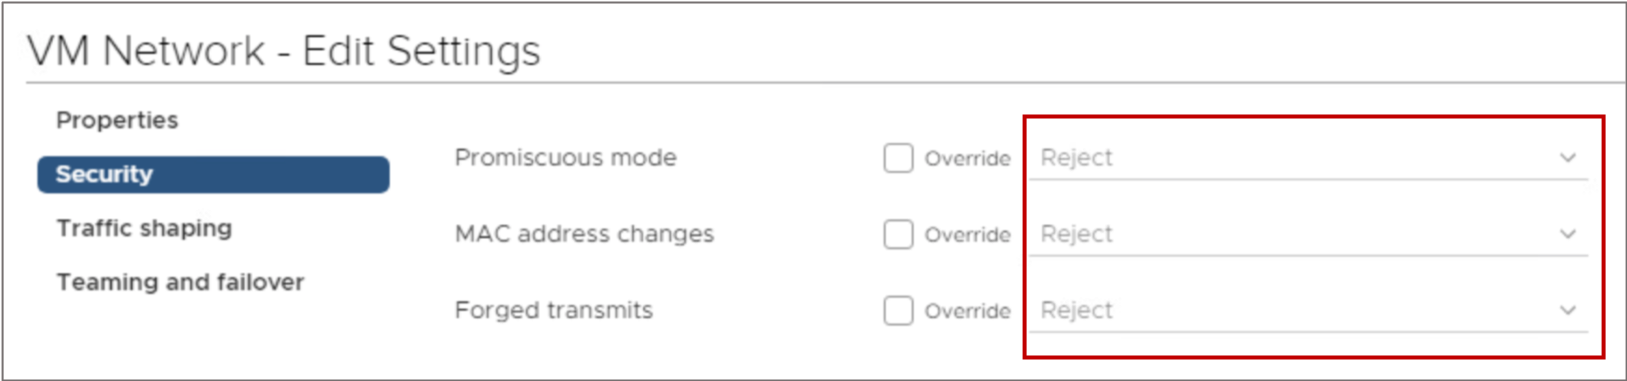 VM Network - Edit Settings
Properties
Security
Traffic shaping
Teaming and failover
Promiscuous mode Override Reject
MAC address changes Override Reject
Forged transmits Override Reject